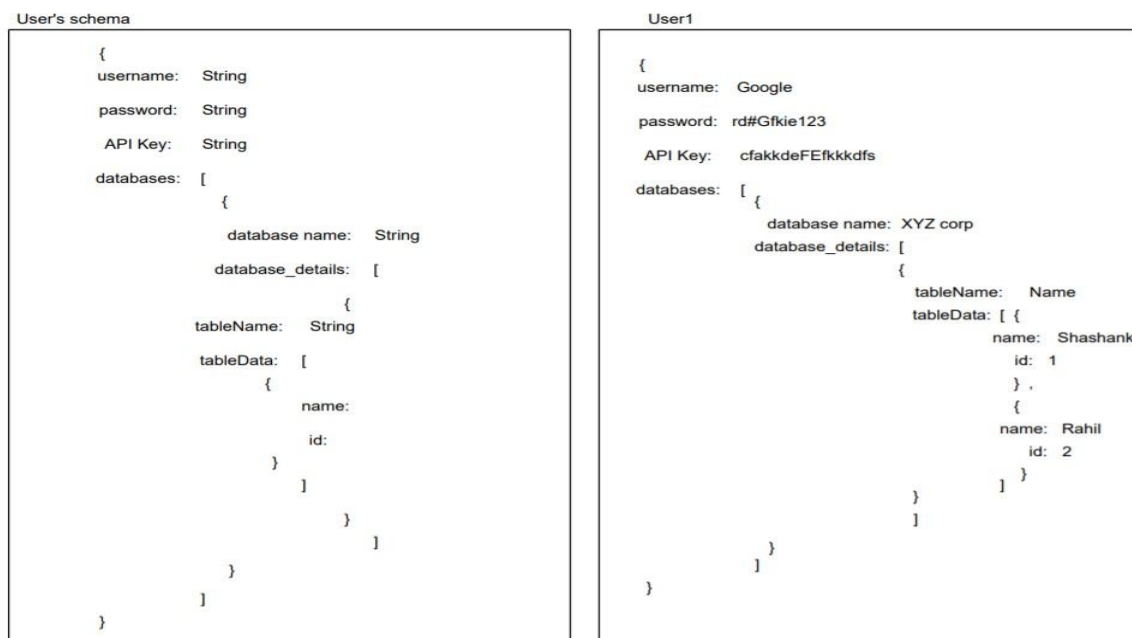 User's schema
{
username: String
password: String
API Key: String
databases: [
{
database name: String
database_details: [
{
tableName: String
tableData: [
{
name:
id:
}
]
}
]
}
]
}
User1
{
username: Google
password: rd#Gfkie123
API Key: cfakkdeFEfkkkdfs
databases: [
{
database name: XYZ corp
database_details: [
{
tableName: Name
tableData: [ {
name: Shashank
id: 1
} ,
{
name: Rahil
id: 2
}
]
}
]
}
]
}